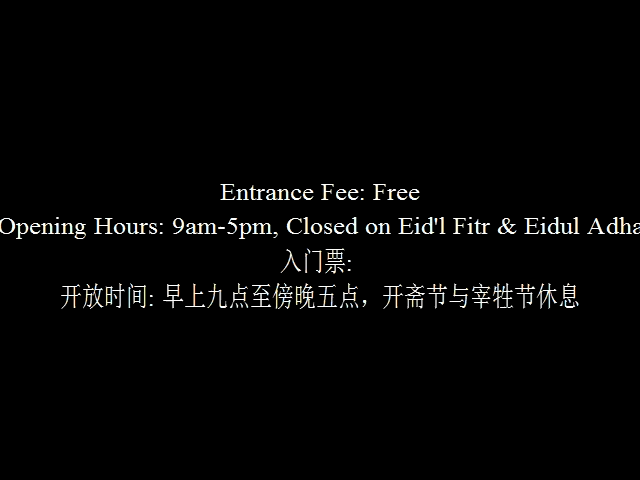 Entrance Fee: Free
Opening Hours: 9am-5pm, Closed on Eid'l Fitr & Eidul Adha
入门票:
开放时间: 早上九点至傍晚五点，开斋节与宰牲节休息